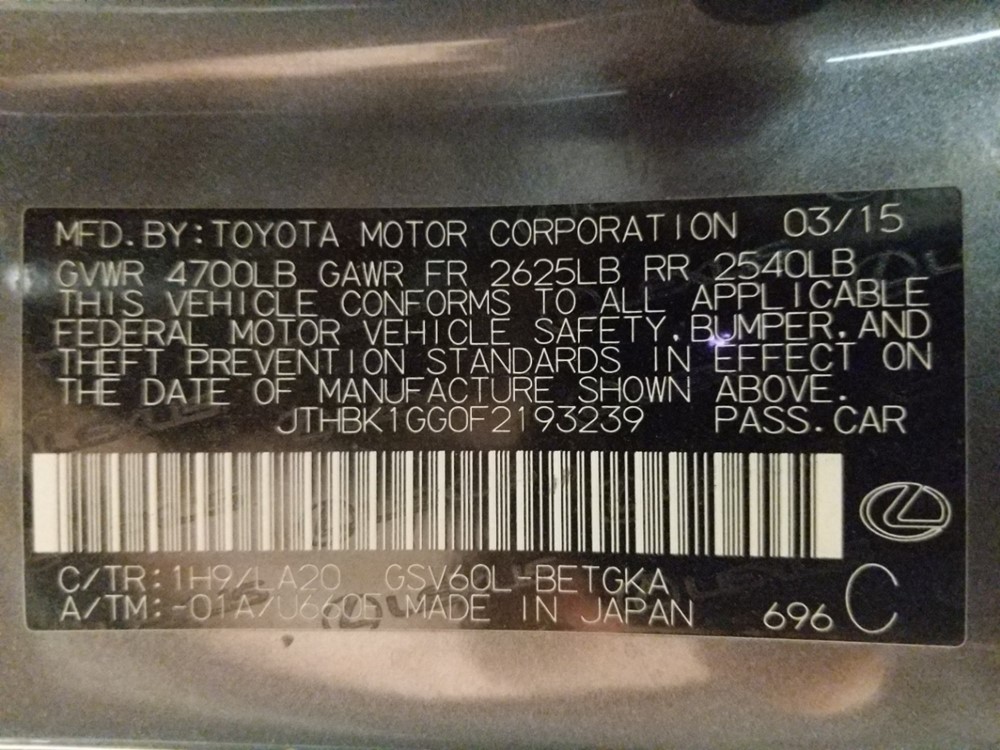 MFD.BY:TOYOTA MOTOR CORPORATION 03/15
GVWR 4700LB GAWR FR 2625LB RR 2540LB
THIS VEHICLE CONFORMS TO ALL APPLICABLE
FEDERAL MOTOR VEHICLE SAFETY,BUMPER,AND
THEFT PREVENTION STANDARDS IN EFFECT ON
THE DATE OF MANUFACTURE SHOWN ABOVE.
JTHBK1GG0F2193239 PASS.CAR
C/TR:1H9/LA20 GSV60L-BETGKA C
A/TM:-01A/U660E MADE IN JAPAN 696